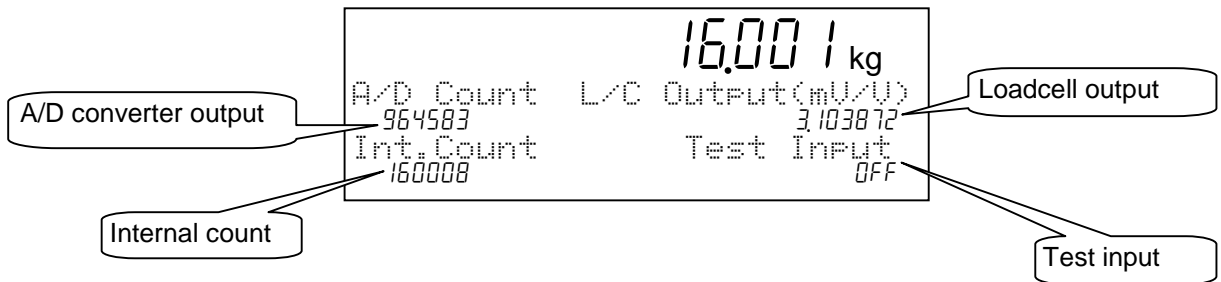 16.001 kg
A/D Count L/C Output(mV/V)
964583 3.103872
Int.Count Test Input
160008 OFF
A/D converter output
Internal count
Loadcell output
Test input